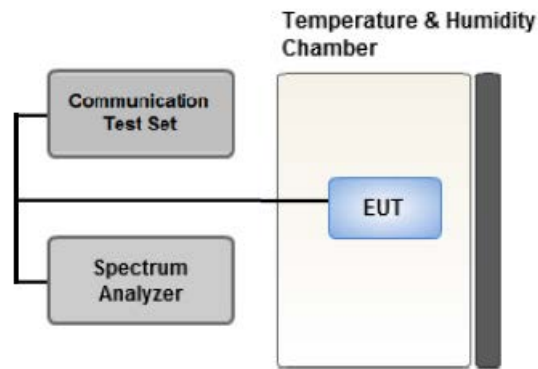 Temperature & Humidity
Chamber
Communication
Test Set
EUT
Spectrum
Analyzer